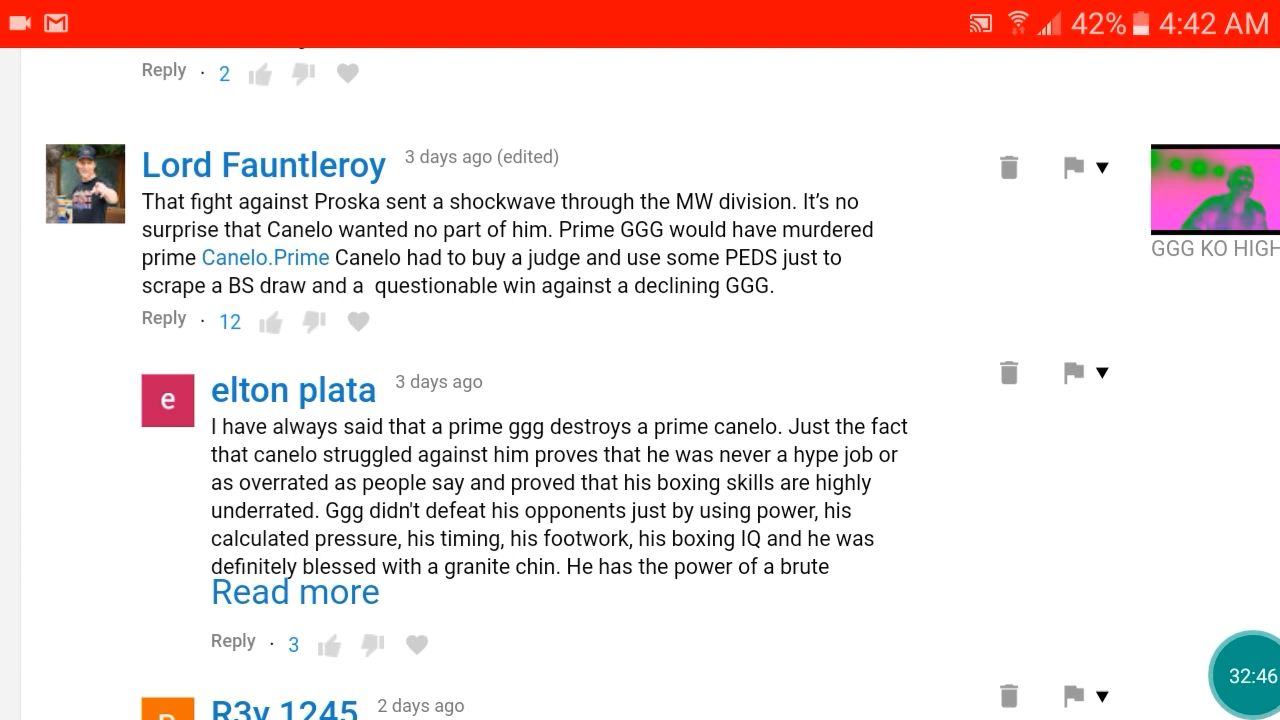 42% 4:42 AM
Reply · 2
Lord Fauntleroy 3 days ago (edited)
That fight against Proska sent a shockwave through the MW division. It's no
surprise that Canelo wanted no part of him. Prime GGG would have murdered
prime Canelo.Prime Canelo had to buy a judge and use some PEDS just to
scrape a BS draw and a questionable win against a declining GGG.
Reply · 12
GGG KO HIGH
e
elton plata 3 days ago
I have always said that a prime ggg destroys a prime canelo. Just the fact
that canelo struggled against him proves that he was never a hype job or
as overrated as people say and proved that his boxing skills are highly
underrated. Ggg didn't defeat his opponents just by using power, his
calculated pressure, his timing, his footwork, his boxing IQ and he was
definitely blessed with a granite chin. He has the power of a brute
Read more
Reply · 3
32:46
R3v 1245 2 days ago